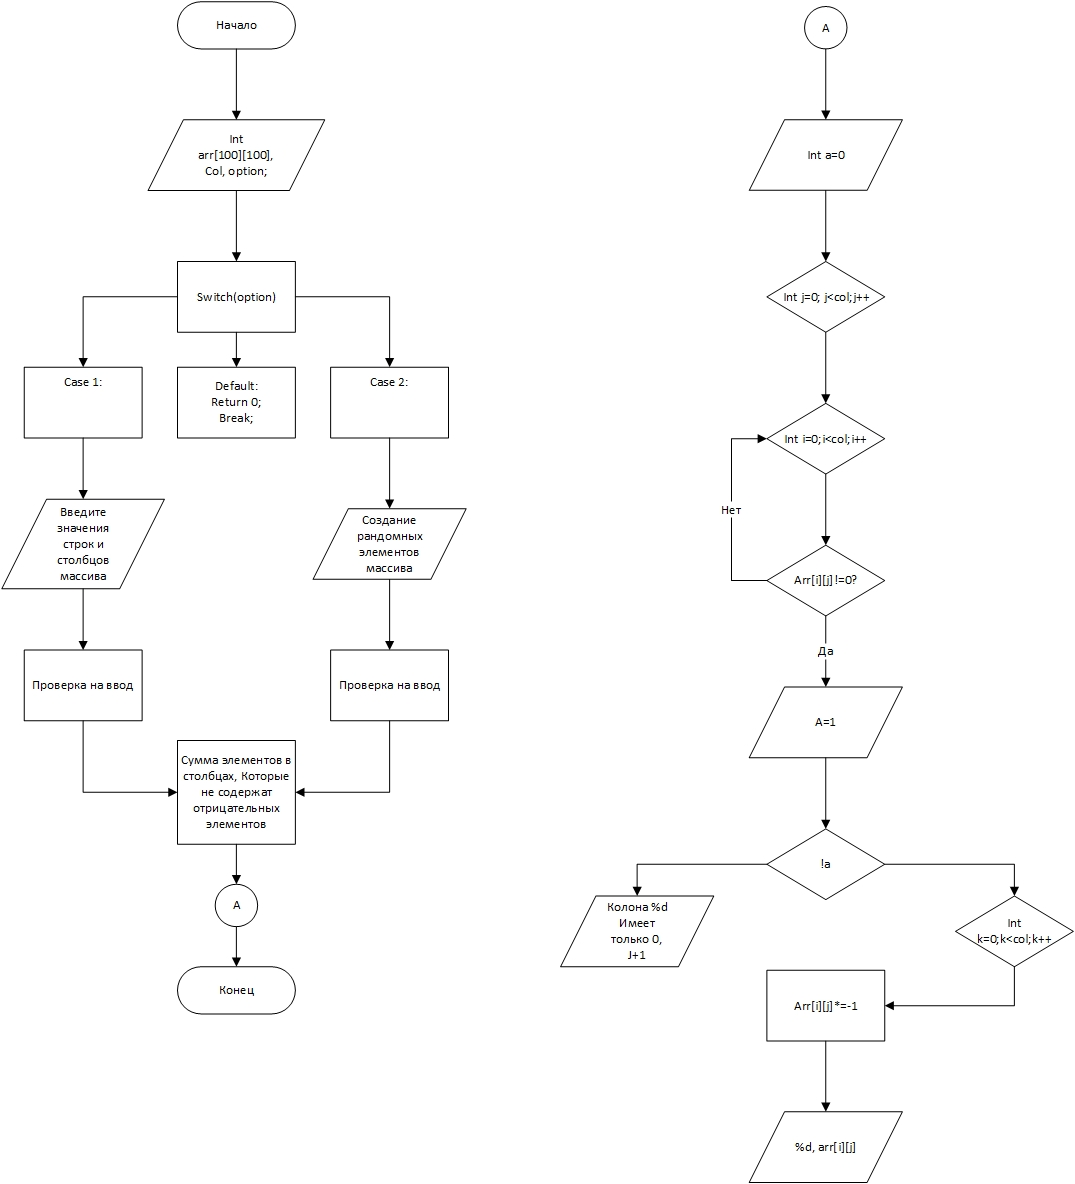 Начало
Int
arr[100][100],
Col, option;
Switch(option)
Case 1:
Default:
Return 0;
Break;
Case 2:
Введите
значения
строк и
столбцов
массива
Создание
рандомных
элементов
массива
Проверка на ввод
Проверка на ввод
Сумма элементов в
столбцах, Которые
не содержат
отрицательных
элементов
A
Конец
A
Int a=0
Int j=0; j<col;j++
Int i=0;i<col;i++
Нет
Arr[i][j]!=0?
Да
A=1
!a
Колона %d
Имеет
только 0,
J+1
Int
k=0;k<col;k++
Arr[i][j]*=-1
%d, arr[i][j]